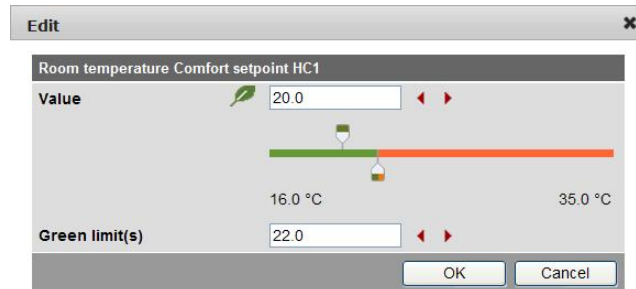 Edit
Room temperature Comfort setpoint HC1
Value 20.0
16.0 °C 35.0 °C
Green limit(s) 22.0
OK Cancel